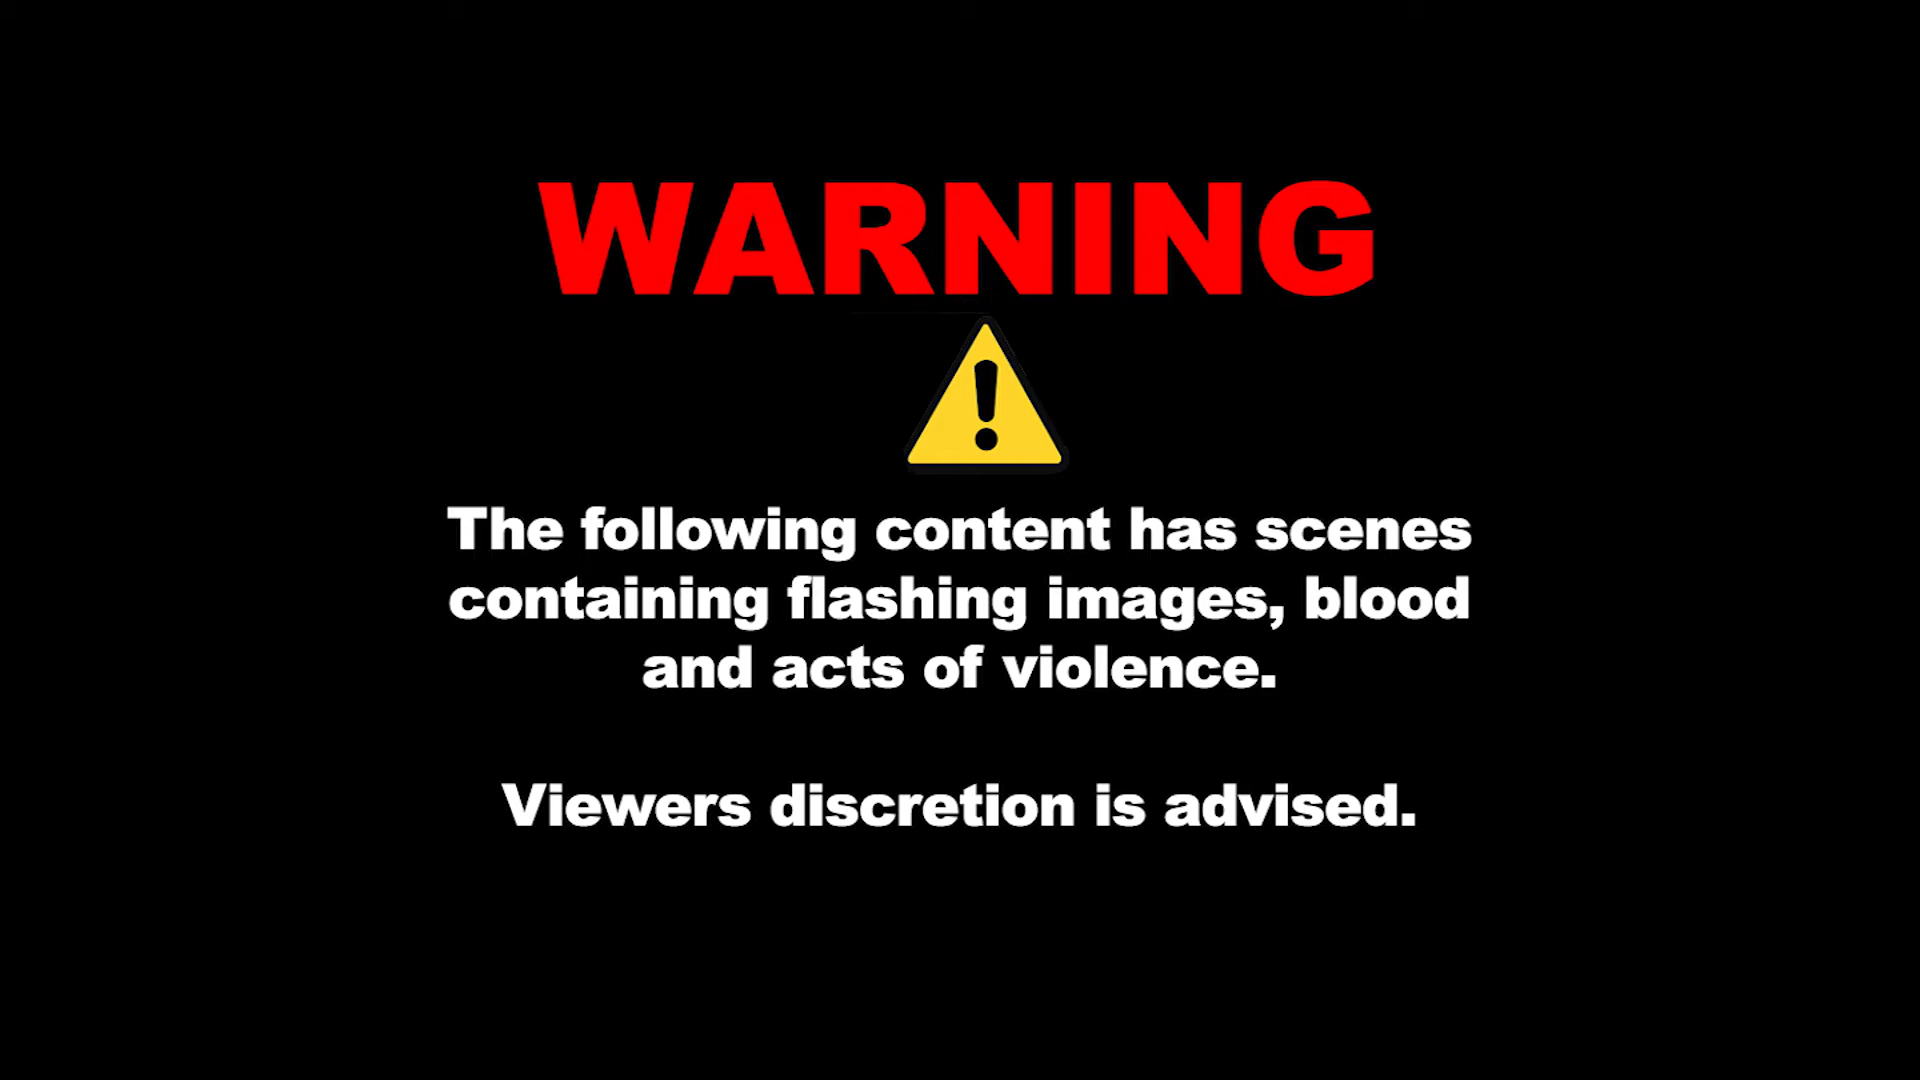 WARNING
The following content has scenes
containing flashing images, blood
and acts of violence.
Viewers discretion is advised.